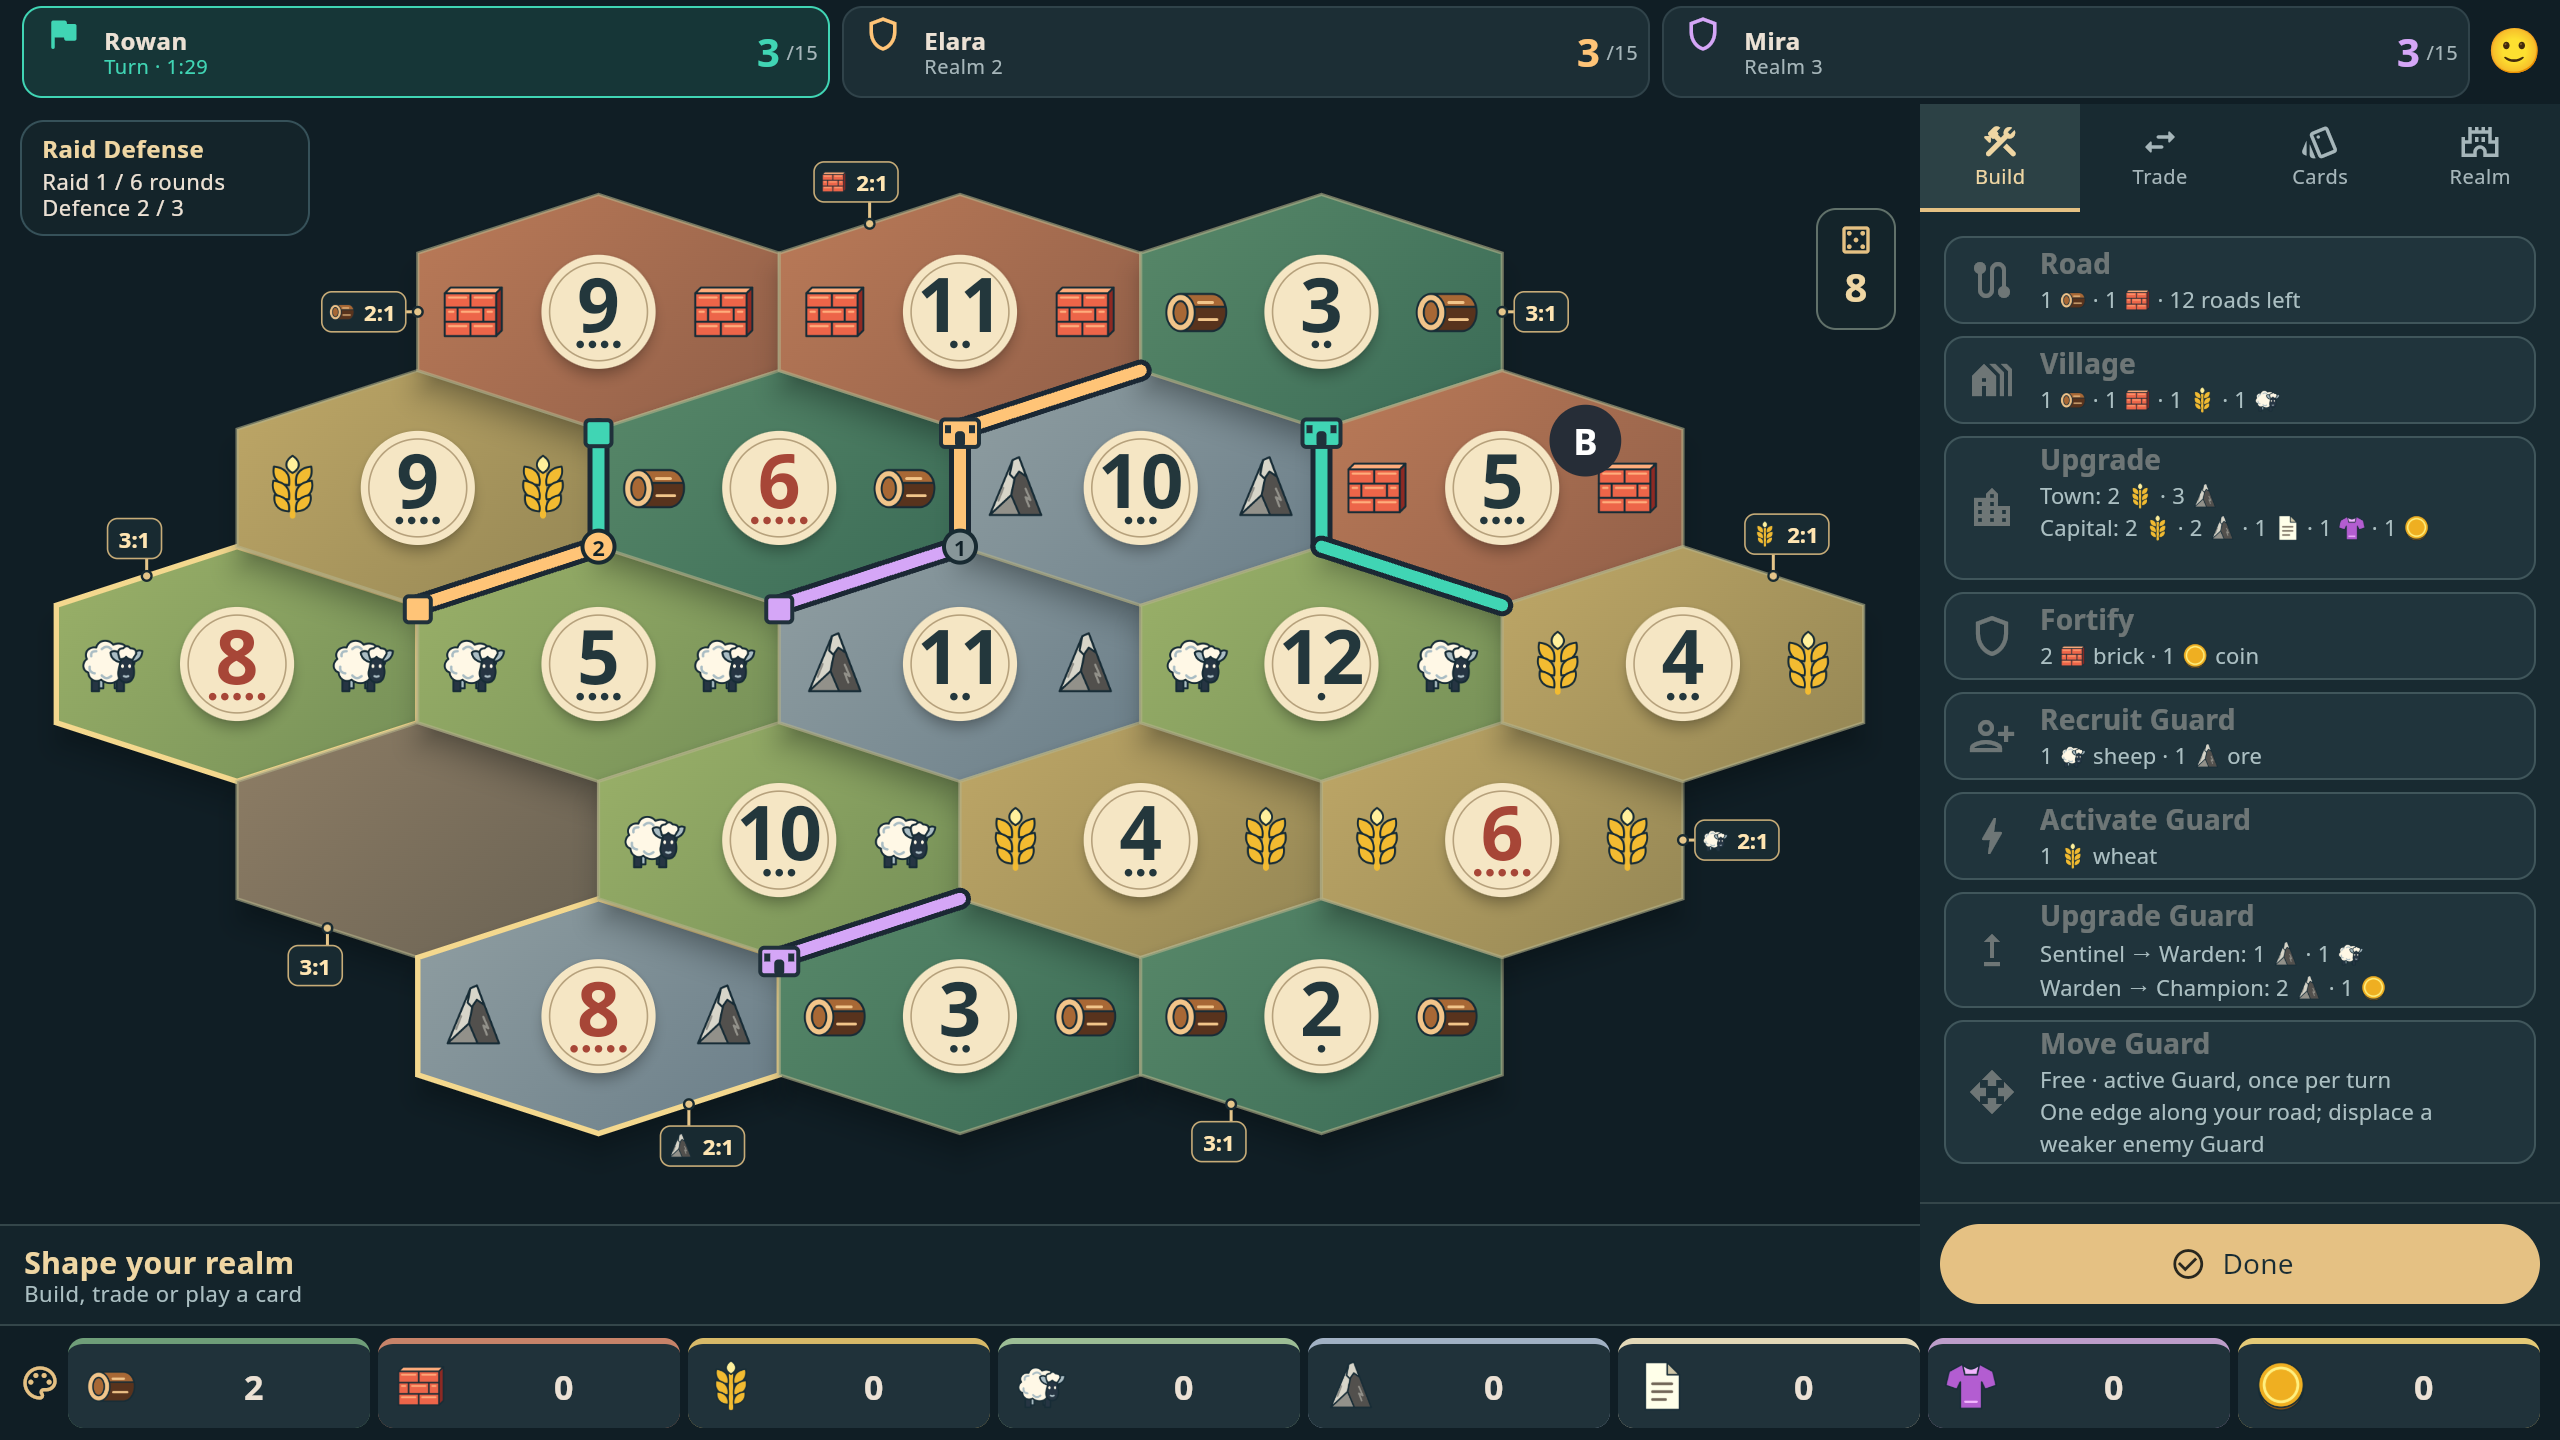 Rowan
Turn · 1:29
3 /15
Elara
Realm 2
3 /15
Mira
Realm 3
3 /15
Raid Defense
Raid 1 / 6 rounds
Defence 2 / 3
Build
Trade
Cards
Realm
2:1
9
11
3
8
2:1
3:1
B
9
6
10
5
3:1
2
1
2:1
8
5
11
12
4
10
4
6
2:1
3:1
8
3
2
2:1
3:1
Road
1 · 1 · 12 roads left
Village
1 · 1 · 1 · 1
Upgrade
Town: 2 · 3
Capital: 2 · 2 · 1 · 1 · 1
Fortify
2 brick · 1 coin
Recruit Guard
1 sheep · 1 ore
Activate Guard
1 wheat
Upgrade Guard
Sentinel → Warden: 1 · 1
Warden → Champion: 2 · 1
Move Guard
Free · active Guard, once per turn
One edge along your road; displace a
weaker enemy Guard
Shape your realm
Build, trade or play a card
Done
2
0
0
0
0
0
0
0